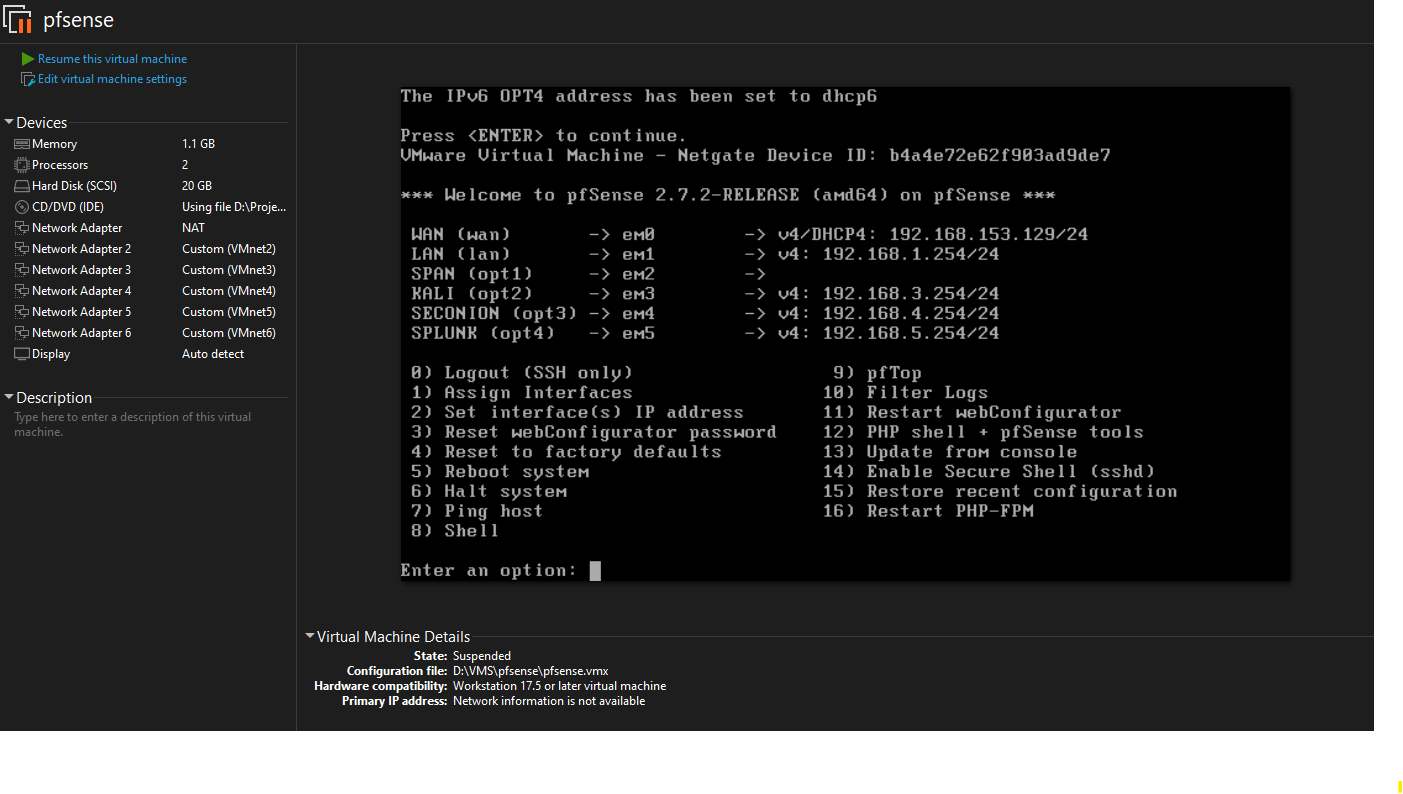 pfsense
Resume this virtual machine
Edit virtual machine settings
Devices
Memory 1.1 GB
Processors 2
Hard Disk (SCSI) 20 GB
CD/DVD (IDE) Using file D:\Proje...
Network Adapter NAT
Network Adapter 2 Custom (VMnet2)
Network Adapter 3 Custom (VMnet3)
Network Adapter 4 Custom (VMnet4)
Network Adapter 5 Custom (VMnet5)
Network Adapter 6 Custom (VMnet6)
Display Auto detect
Description
Type here to enter a description of this virtual
machine.
The IPv6 OPT4 address has been set to dhcp6
Press <ENTER> to continue.
VMware Virtual Machine - Netgate Device ID: b4a4e72e62f903ad9de7
*** Welcome to pfSense 2.7.2-RELEASE (amd64) on pfSense ***
WAN (wan) -> em0 -> v4/DHCP4: 192.168.153.129/24
LAN (lan) -> em1 -> v4: 192.168.1.254/24
SPAN (opt1) -> em2 ->
KALI (opt2) -> em3 -> v4: 192.168.3.254/24
SECONION (opt3) -> em4 -> v4: 192.168.4.254/24
SPLUNK (opt4) -> em5 -> v4: 192.168.5.254/24
0) Logout (SSH only) 9) pfTop
1) Assign Interfaces 10) Filter Logs
2) Set interface(s) IP address 11) Restart webConfigurator
3) Reset webConfigurator password 12) PHP shell + pfSense tools
4) Reset to factory defaults 13) Update from console
5) Reboot system 14) Enable Secure Shell (sshd)
6) Halt system 15) Restore recent configuration
7) Ping host 16) Restart PHP-FPM
8) Shell
Enter an option:
Virtual Machine Details
State: Suspended
Configuration file: D:\VMS\pfsense\pfsense.vmx
Hardware compatibility: Workstation 17.5 or later virtual machine
Primary IP address: Network information is not available